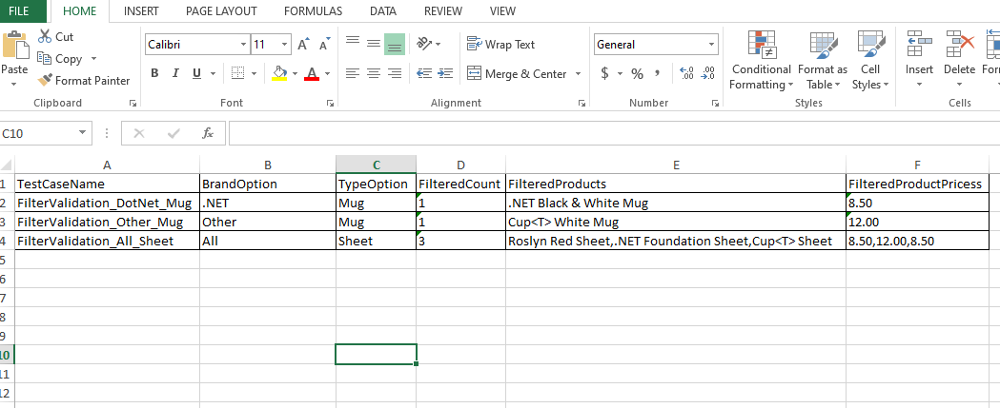 FILE HOME INSERT PAGE LAYOUT FORMULAS DATA REVIEW VIEW
Cut
Copy
Format Painter
Paste
Clipboard
Calibri 11
B I U
Font
Wrap Text
Merge & Center
Alignment
General
$ % ,
Number
Conditional Formatting
Format as Table
Cell Styles
Styles
Insert Delete For
Cells
C10 fx
A B C D E F
1 TestCaseName BrandOption TypeOption FilteredCount FilteredProducts FilteredProductPricess
2 FilterValidation_DotNet_Mug .NET Mug 1 .NET Black & White Mug 8.50
3 FilterValidation_Other_Mug Other Mug 1 Cup<T> White Mug 12.00
4 FilterValidation_All_Sheet All Sheet 3 Roslyn Red Sheet,.NET Foundation Sheet,Cup<T> Sheet 8.50,12.00,8.50
5
6
7
8
9
10
11
12